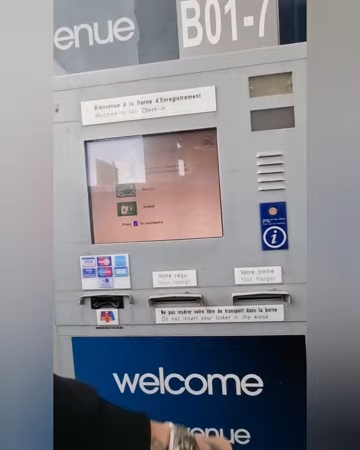 enue
B01-7
Bienvenue à la Borne d'Enregistrement
Welcome to Self Check-in
i
Votre reçu
Your receipt
Votre cintre
Your hanger
Ne pas insérer votre titre de transport dans la borne
Do not insert your ticket in the kiosk
welcome
enue